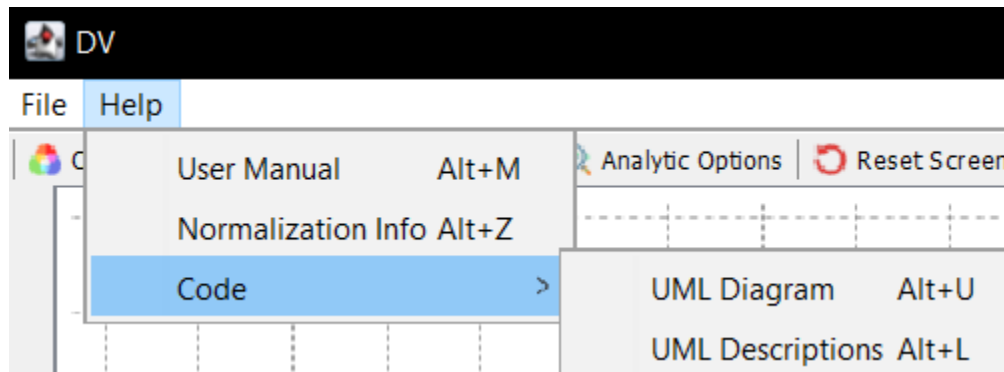 DV
File Help
Analytic Options Reset Screen
User Manual Alt+M
Normalization Info Alt+Z
Code >
UML Diagram Alt+U
UML Descriptions Alt+L